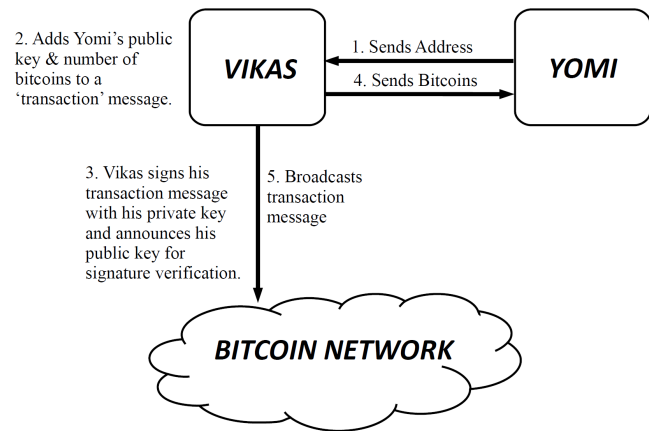 2. Adds Yomi’s public
key & number of
bitcoins to a
‘transaction’ message.
VIKAS
1. Sends Address
4. Sends Bitcoins
YOMI
3. Vikas signs his
transaction message
with his private key
and announces his
public key for
signature verification.
5. Broadcasts
transaction
message
BITCOIN NETWORK